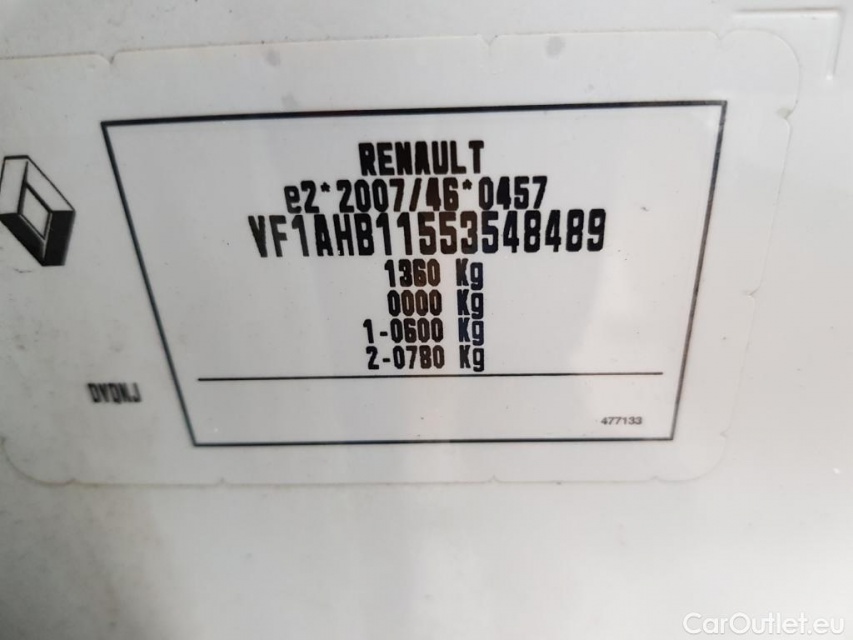 RENAULT
e2*2007/46*0457
VF1AHB11553548489
1360 Kg
0000 Kg
1-0600 Kg
2-0780 Kg
DVQNJ
477133
CarOutlet.eu